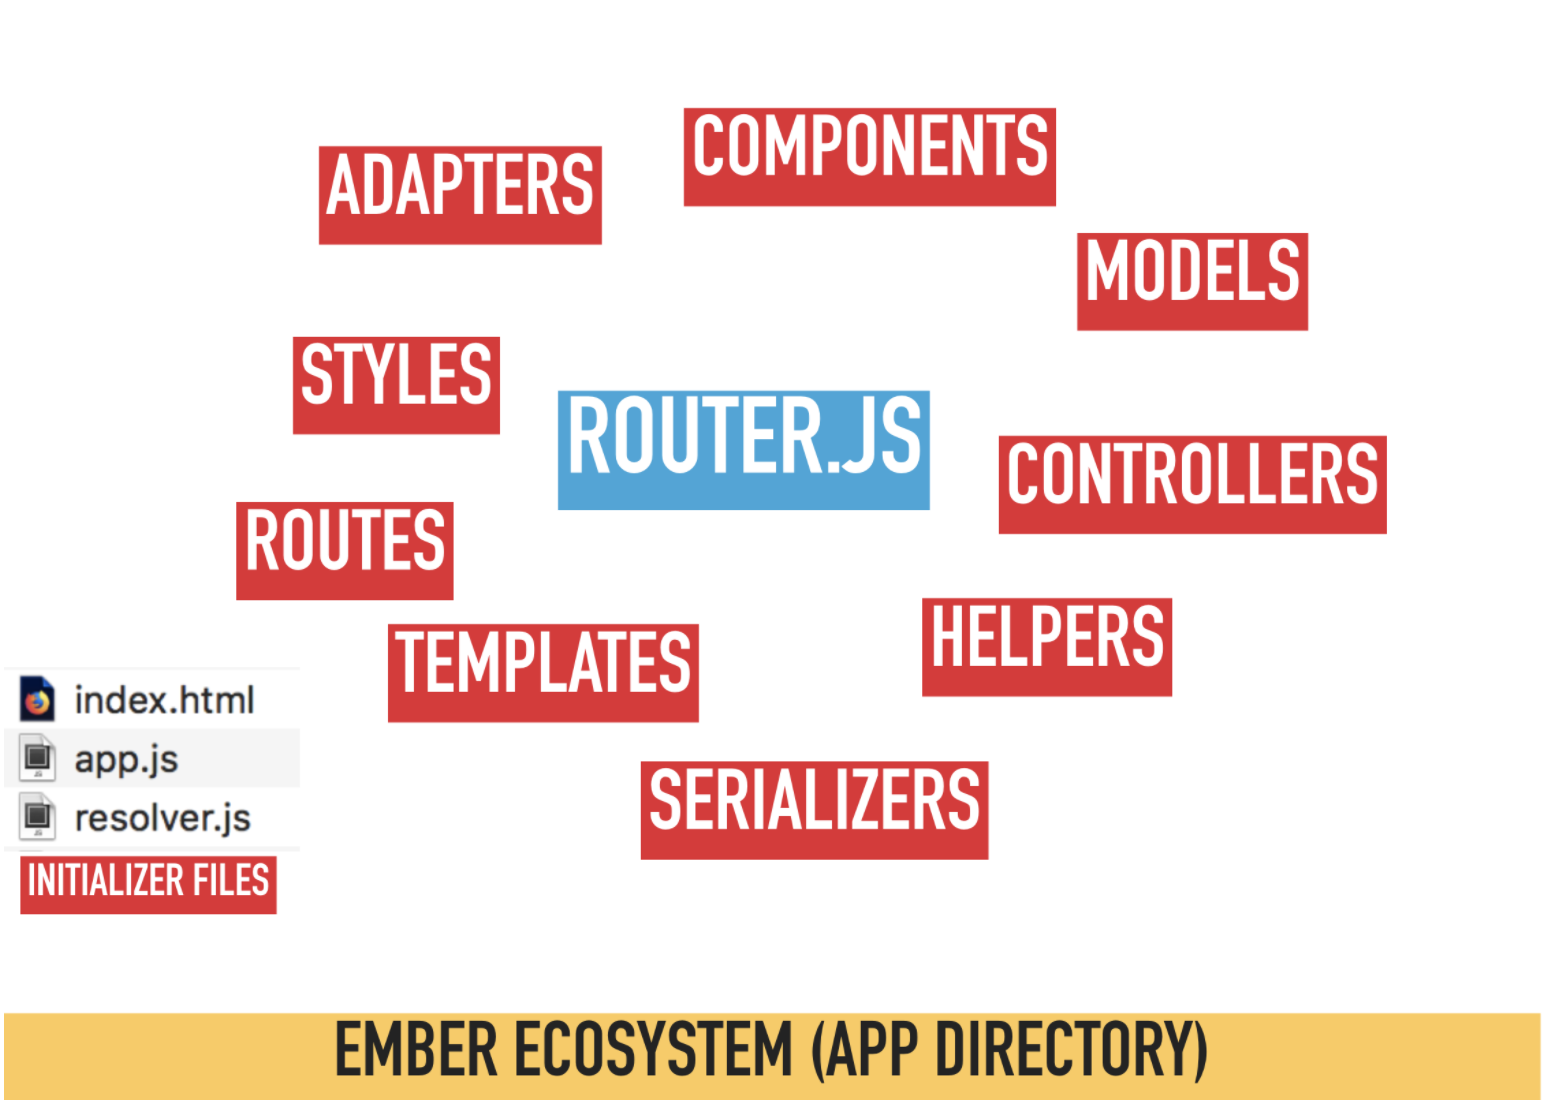 COMPONENTS
ADAPTERS
MODELS
STYLES
ROUTER.JS
CONTROLLERS
ROUTES
HELPERS
TEMPLATES
index.html
app.js
resolver.js
SERIALIZERS
INITIALIZER FILES
EMBER ECOSYSTEM (APP DIRECTORY)